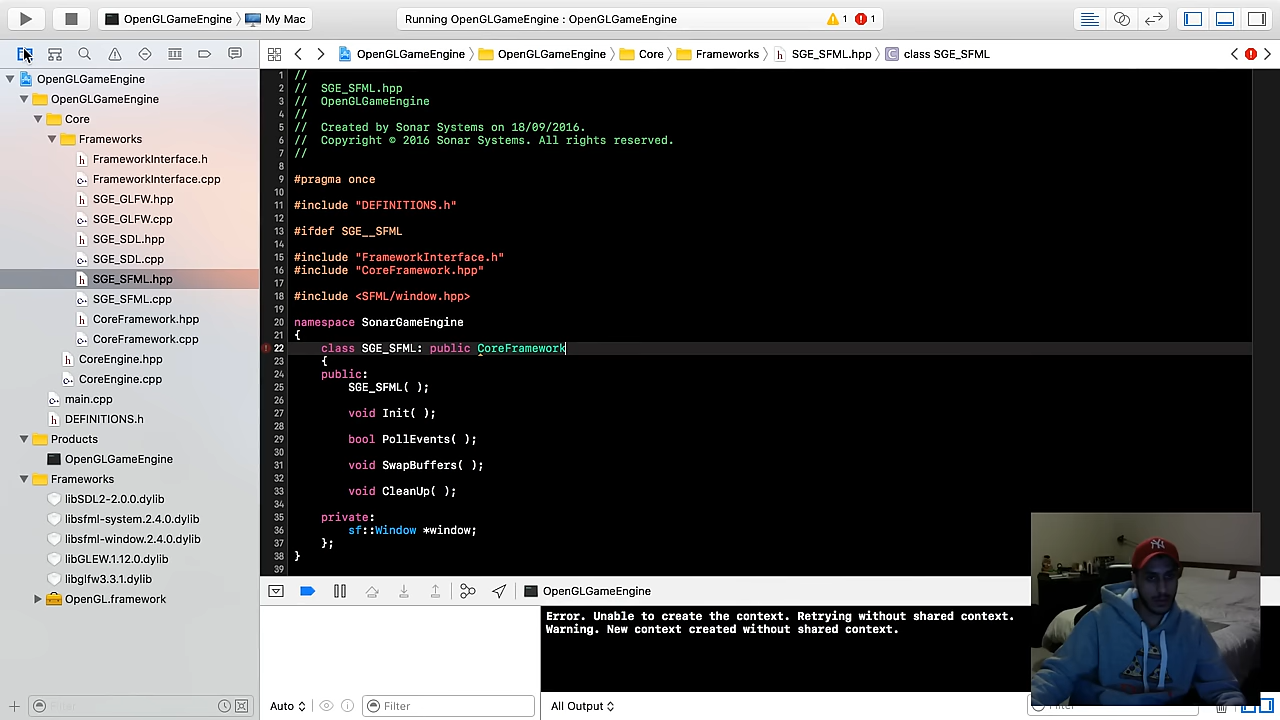 OpenGLGameEngine 〉 My Mac
Running OpenGLGameEngine : OpenGLGameEngine
1 1
OpenGLGameEngine 〉 OpenGLGameEngine 〉 Core 〉 Frameworks 〉 h SGE_SFML.hpp 〉 C class SGE_SFML
OpenGLGameEngine
OpenGLGameEngine
Core
Frameworks
h FrameworkInterface.h
c+ FrameworkInterface.cpp
h SGE_GLFW.hpp
c+ SGE_GLFW.cpp
h SGE_SDL.hpp
c+ SGE_SDL.cpp
h SGE_SFML.hpp
c+ SGE_SFML.cpp
h CoreFramework.hpp
c+ CoreFramework.cpp
h CoreEngine.hpp
c+ CoreEngine.cpp
c+ main.cpp
h DEFINITIONS.h
Products
OpenGLGameEngine
Frameworks
libSDL2-2.0.0.dylib
libsfml-system.2.4.0.dylib
libsfml-window.2.4.0.dylib
libGLEW.1.12.0.dylib
libglfw3.3.1.dylib
OpenGL.framework
Filter
1 //
2 // SGE_SFML.hpp
3 // OpenGLGameEngine
4 //
5 // Created by Sonar Systems on 18/09/2016.
6 // Copyright © 2016 Sonar Systems. All rights reserved.
7 //
8
9 #pragma once
10
11 #include "DEFINITIONS.h"
12
13 #ifdef SGE__SFML
14
15 #include "FrameworkInterface.h"
16 #include "CoreFramework.hpp"
17
18 #include <SFML/window.hpp>
19
20 namespace SonarGameEngine
21 {
22 class SGE_SFML: public CoreFramework
23 {
24 public:
25 SGE_SFML( );
26
27 void Init( );
28
29 bool PollEvents( );
30
31 void SwapBuffers( );
32
33 void CleanUp( );
34
35 private:
36 sf::Window *window;
37 };
38 }
39
OpenGLGameEngine
Error. Unable to create the context. Retrying without shared context.
Warning. New context created without shared context.
Auto
Filter
All Output
Filter